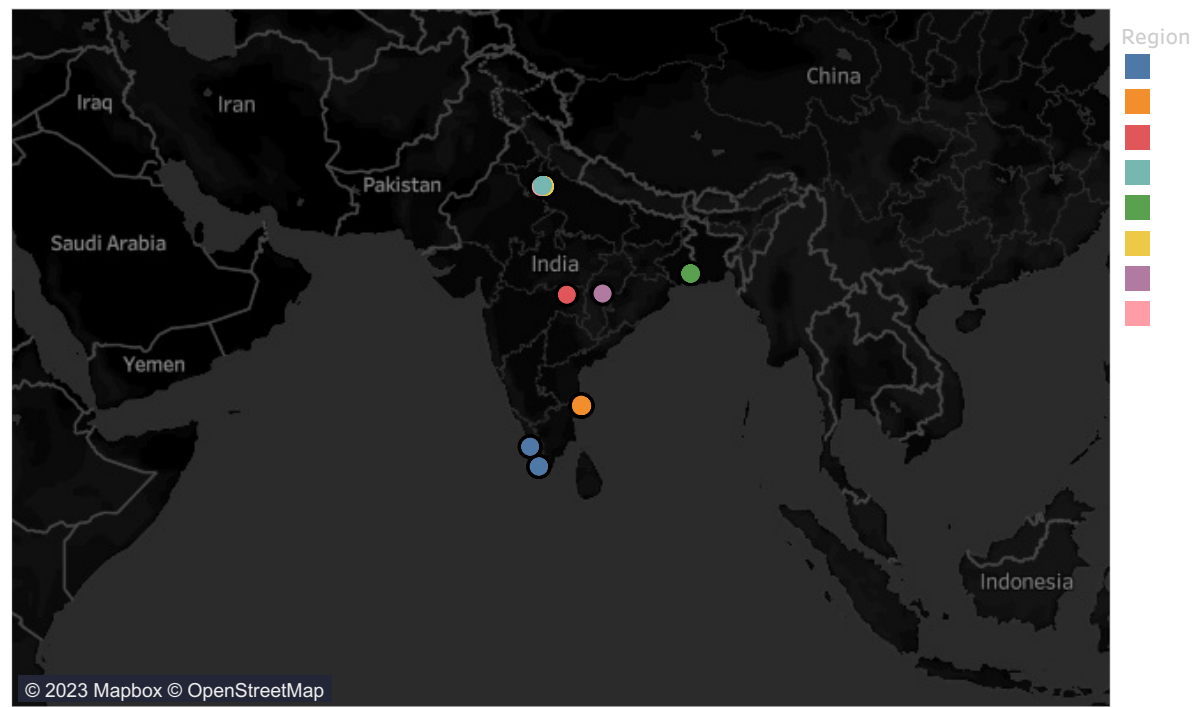 Region
China
Iraq
Iran
Pakistan
Saudi Arabia
India
Yemen
Indonesia
© 2023 Mapbox © OpenStreetMap